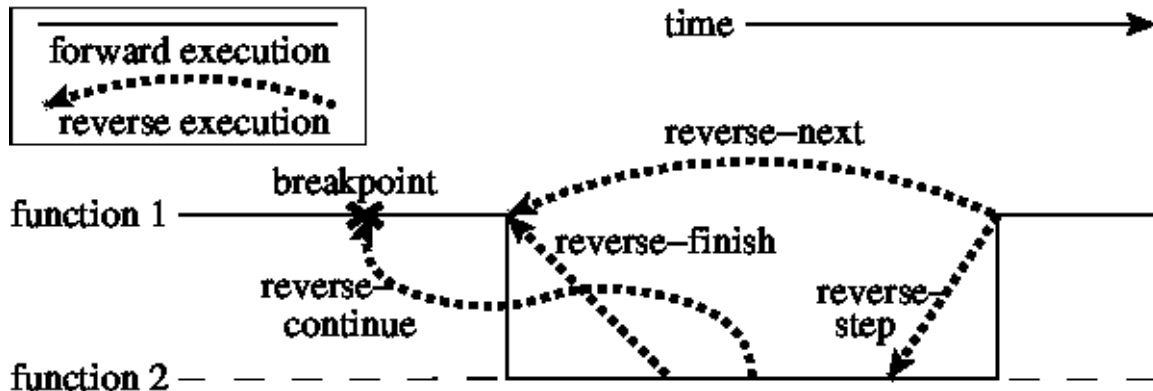 forward execution
reverse execution
time
reverse–next
breakpoint
function 1
reverse–finish
reverse–
continue
reverse–
step
function 2